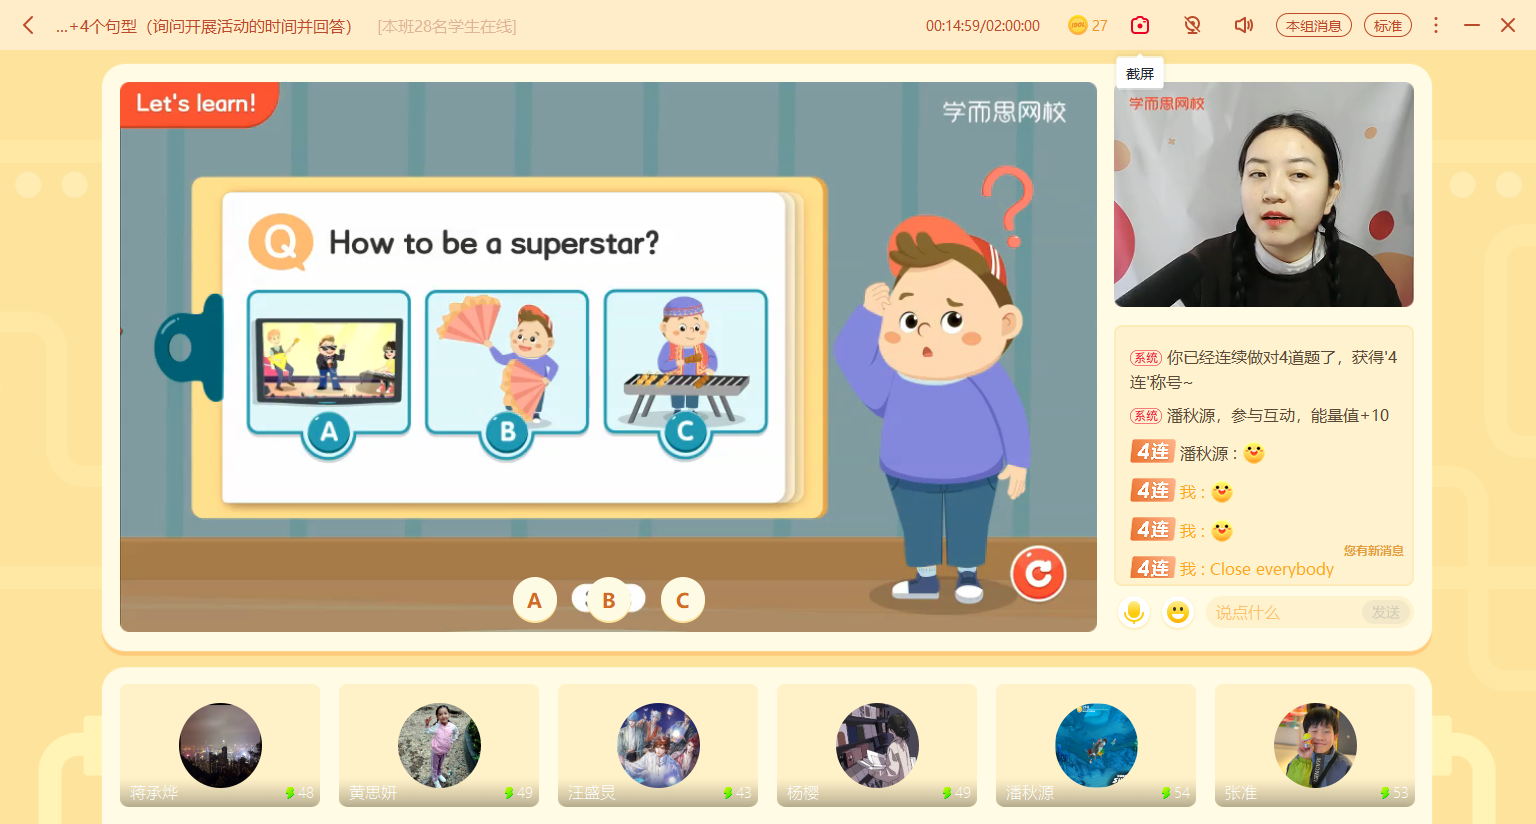 ...+4个句型（询问开展活动的时间并回答）
[本班28名学生在线]
00:14:59/02:00:00
27
本组消息
标准
截屏
Let's learn!
学而思网校
学而思网校
Q
How to be a superstar?
A
B
C
A
B
C
系统 你已经连续做对4道题了，获得'4
连'称号~
系统 潘秋源，参与互动，能量值+10
4连 潘秋源 :
4连 我 :
4连 我 :
您有新消息
4连 我 : Close everybody
说点什么
发送
蒋承烨 48
黄思妍 49
汪盛炅 43
杨樱 49
潘秋源 54
张准 53